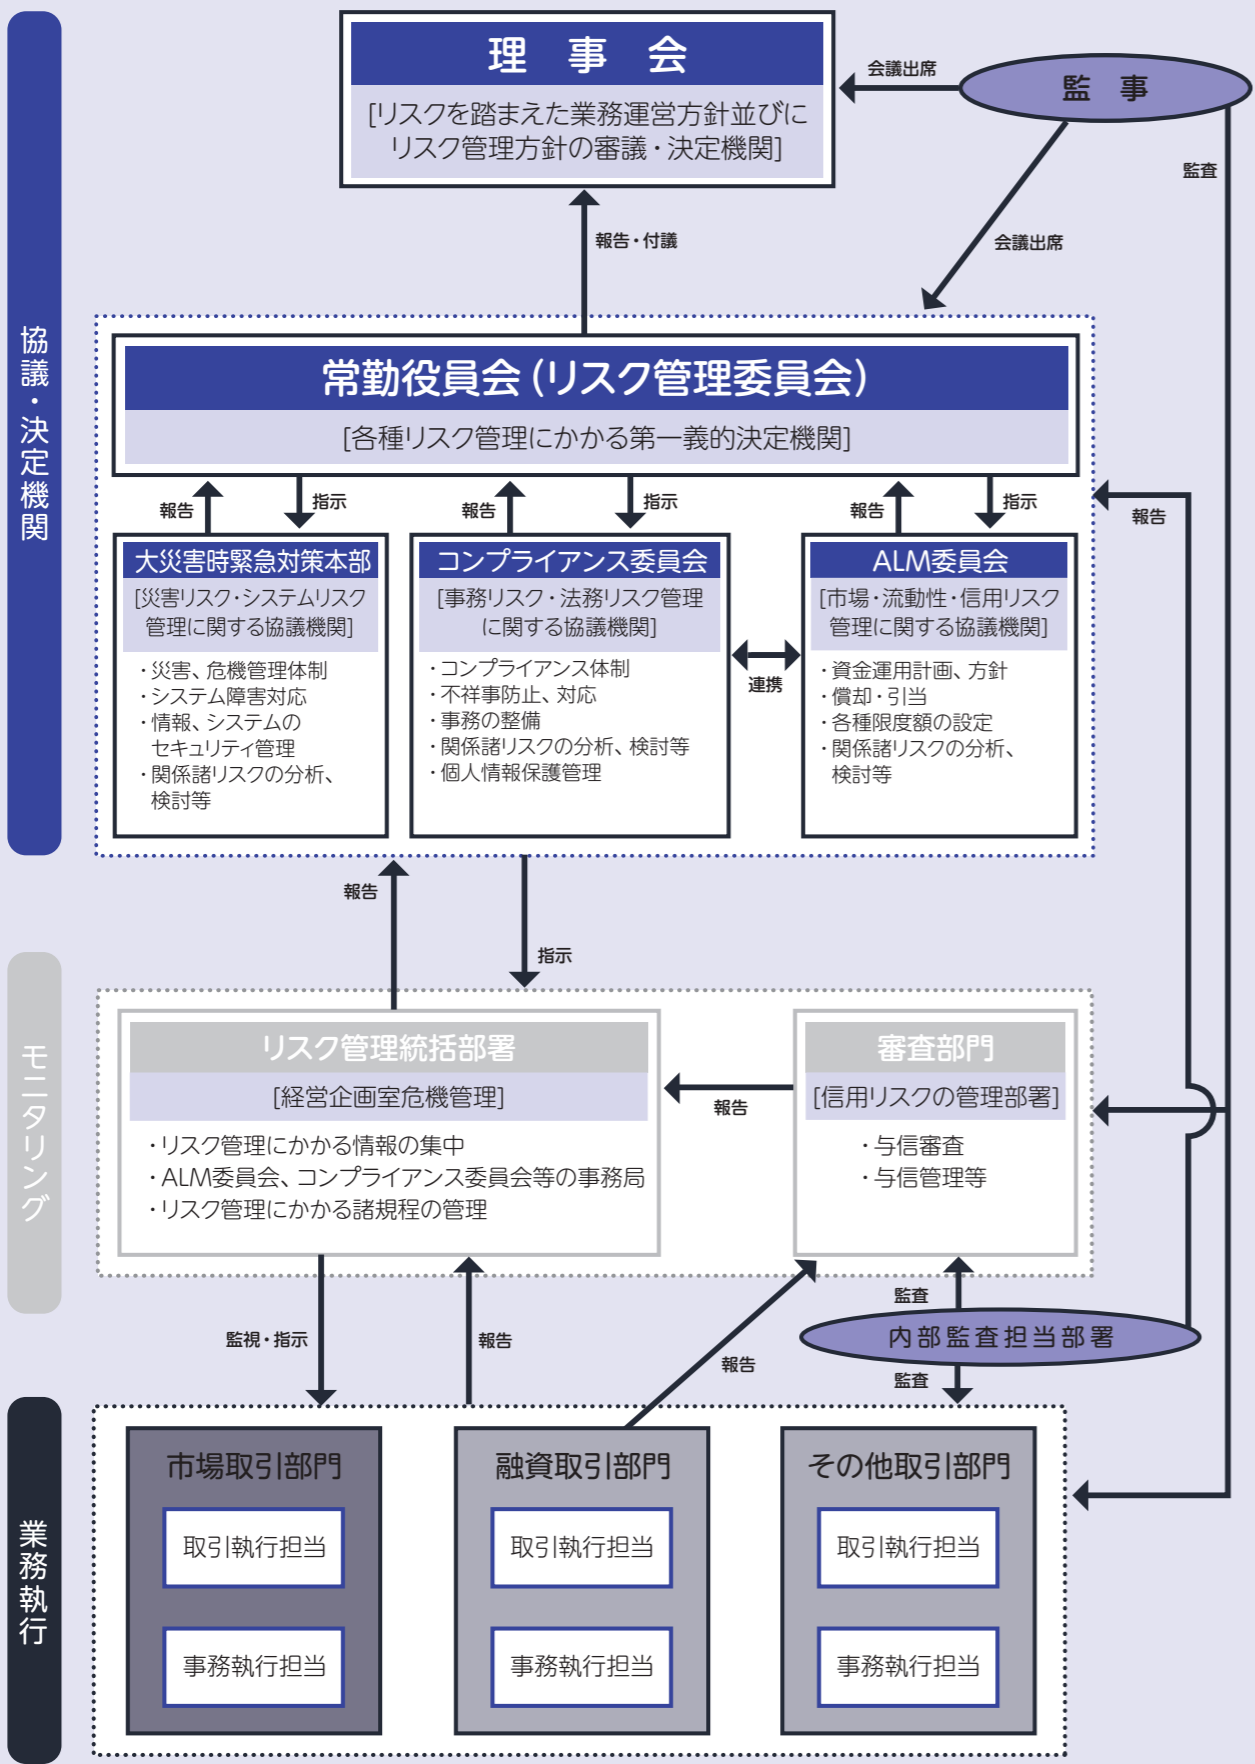 理事会
[リスクを踏まえた業務運営方針並びに
リスク管理方針の審議・決定機関]
監事
会議出席
会議出席
監査
報告・付議
協議・決定機関
常勤役員会(リスク管理委員会)
[各種リスク管理にかかる第一義的決定機関]
報告
指示
報告
指示
報告
指示
報告
大災害時緊急対策本部
[災害リスク・システムリスク
管理に関する協議機関]
・災害、危機管理体制
・システム障害対応
・情報、システムの
セキュリティ管理
・関係諸リスクの分析、
検討等
コンプライアンス委員会
[事務リスク・法務リスク管理
に関する協議機関]
・コンプライアンス体制
・不祥事防止、対応
・事務の整備
・関係諸リスクの分析、検討等
・個人情報保護管理
連携
ALM委員会
[市場・流動性・信用リスク
管理に関する協議機関]
・資金運用計画、方針
・償却・引当
・各種限度額の設定
・関係諸リスクの分析、
検討等
報告
指示
モニタリング
リスク管理統括部署
[経営企画室危機管理]
・リスク管理にかかる情報の集中
・ALM委員会、コンプライアンス委員会等の事務局
・リスク管理にかかる諸規程の管理
報告
審査部門
[信用リスクの管理部署]
・与信審査
・与信管理等
監視・指示
報告
報告
監査
内部監査担当部署
監査
業務執行
市場取引部門
取引執行担当
事務執行担当
融資取引部門
取引執行担当
事務執行担当
その他取引部門
取引執行担当
事務執行担当